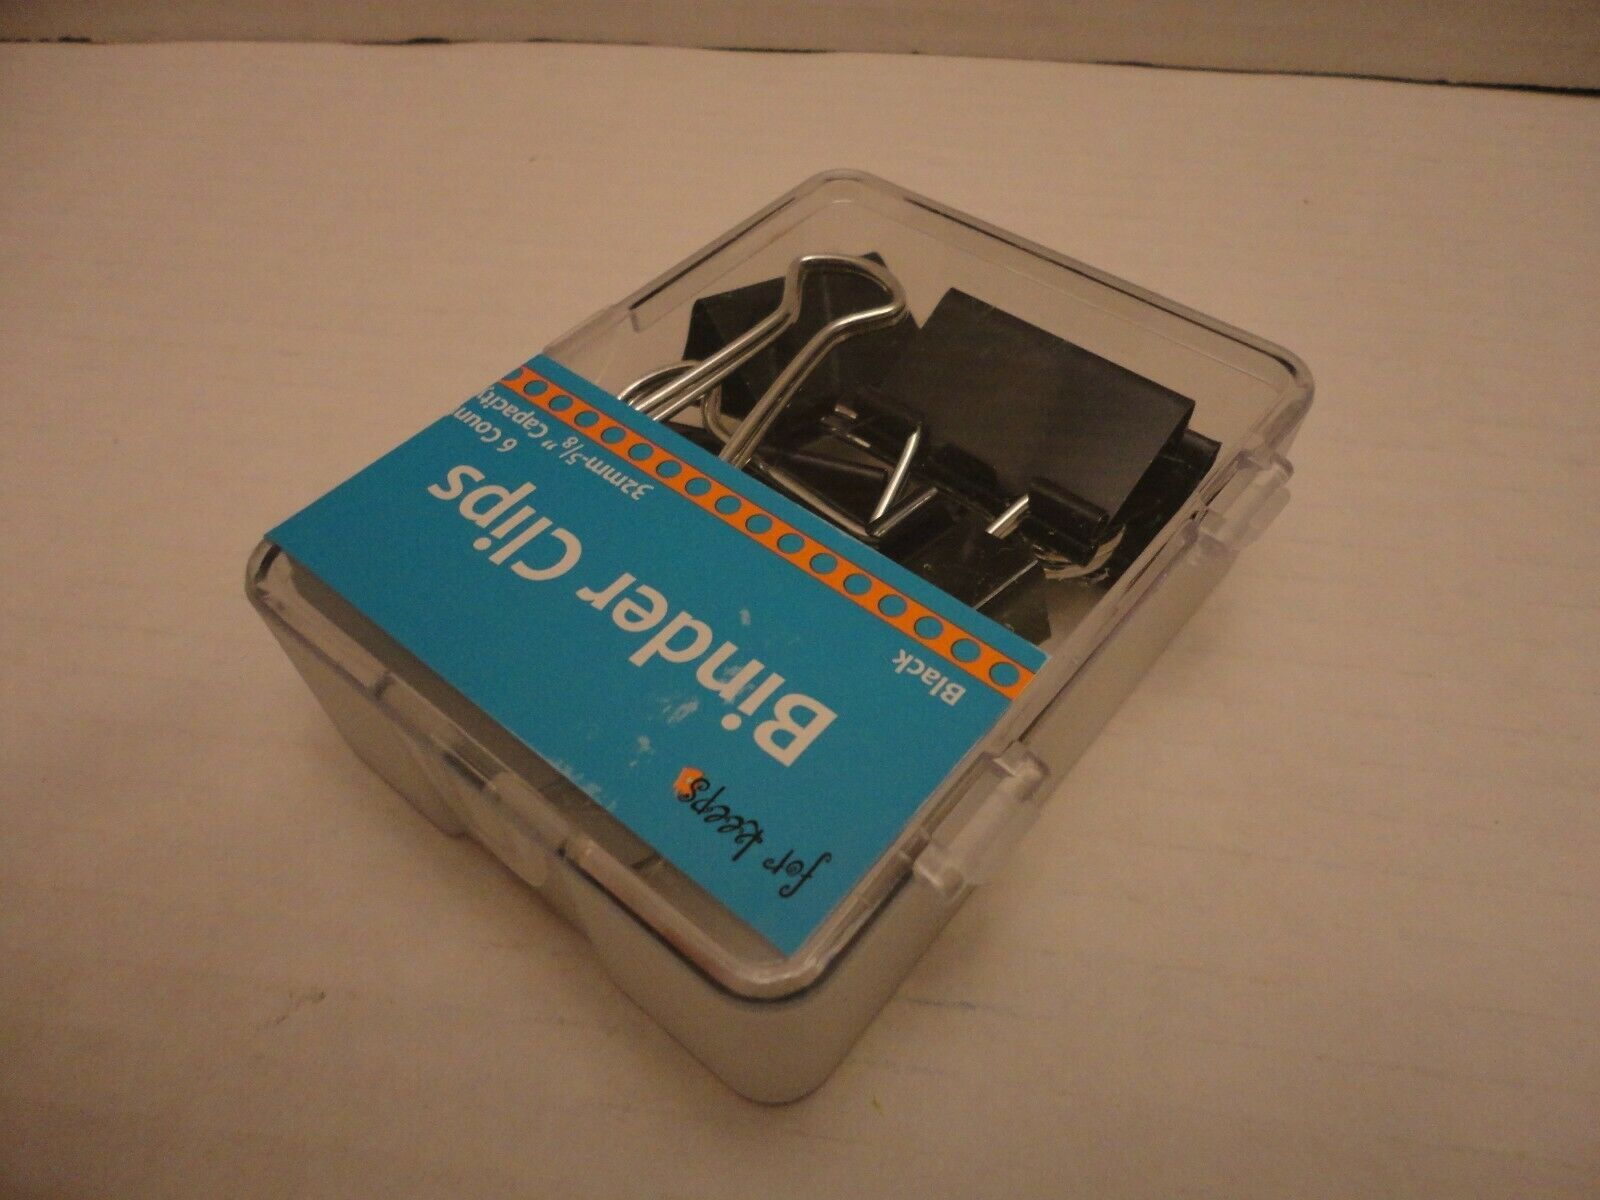 for keeps
Binder Clips
Black
32mm-5/8" Capacity
6 Coun